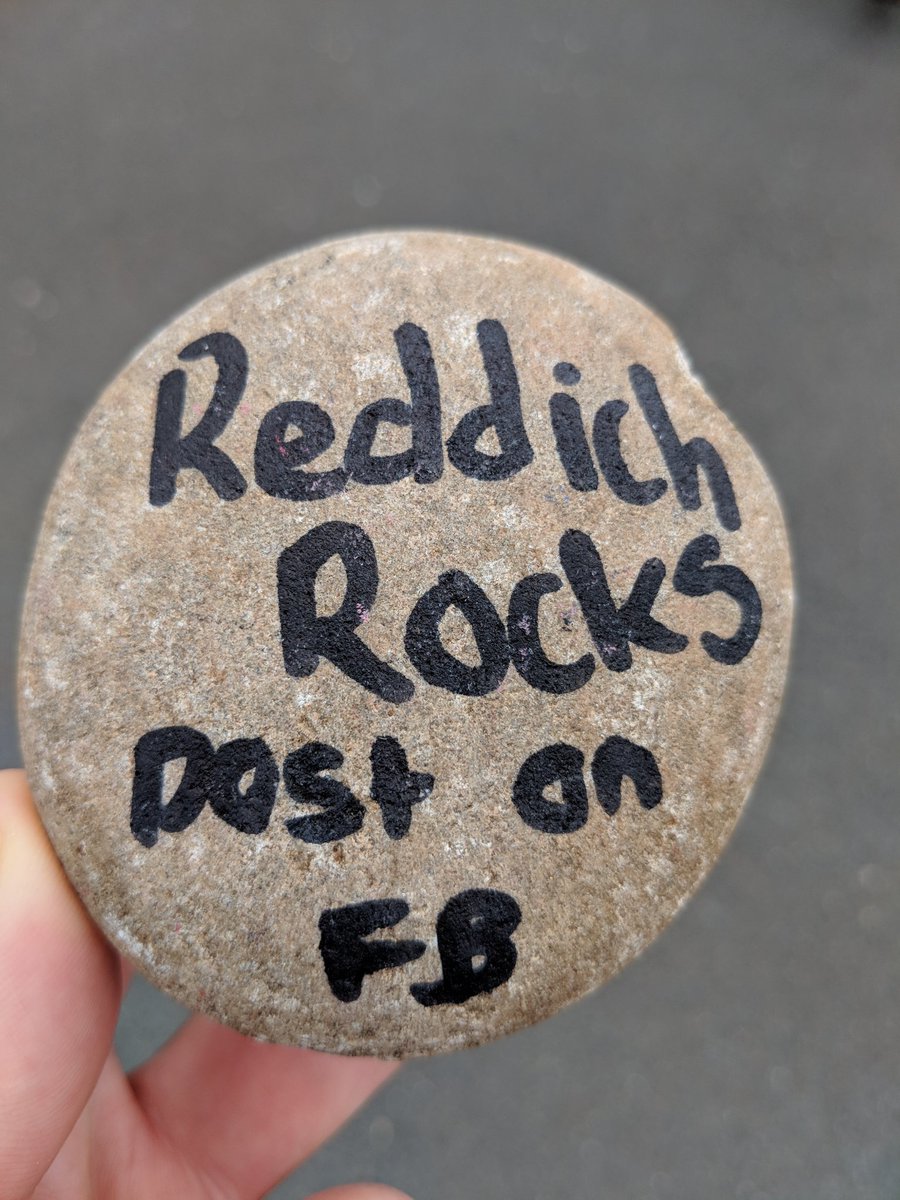 Reddich
Rocks
Post on
FB